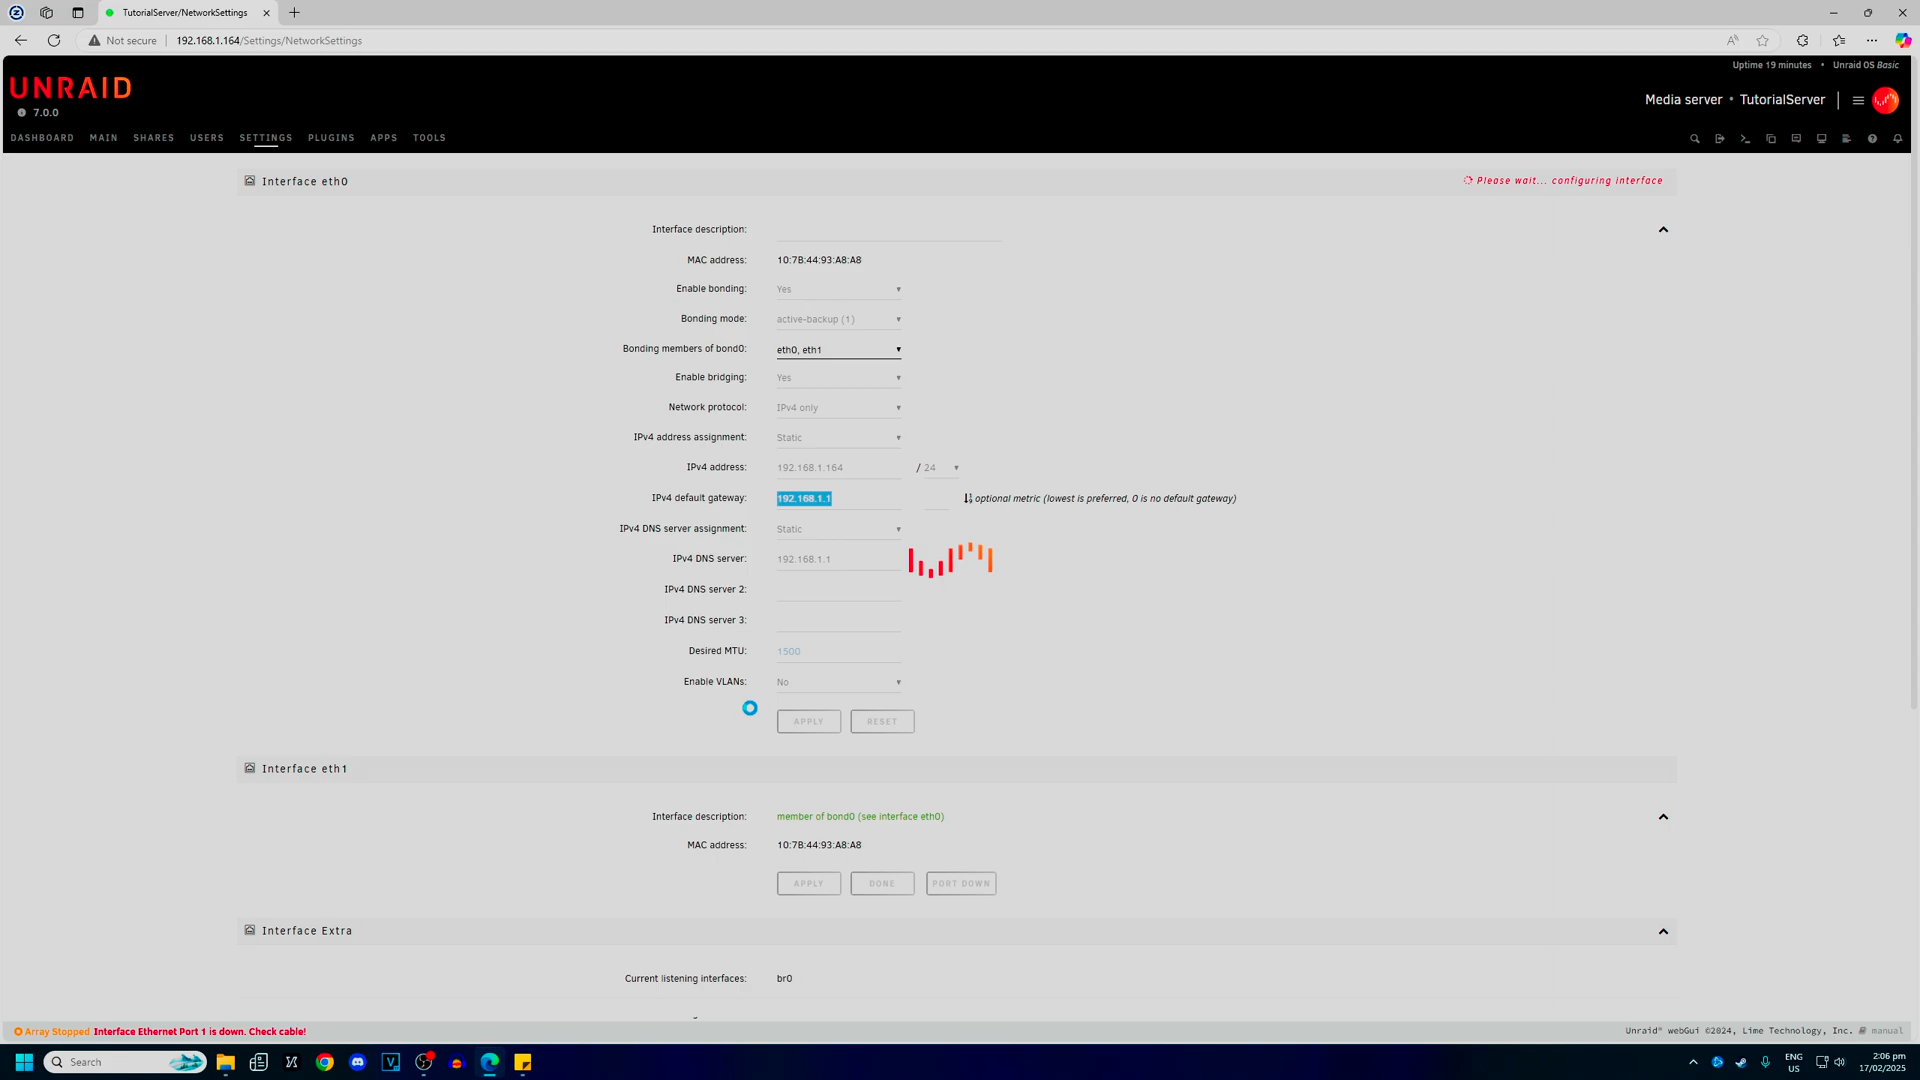 TutorialServer/NetworkSettings
Not secure
192.168.1.164/Settings/NetworkSettings
Uptime 19 minutes • Unraid OS Basic
UNRAID
7.0.0
Media server • TutorialServer
DASHBOARD MAIN SHARES USERS SETTINGS PLUGINS APPS TOOLS
Interface eth0
Please wait... configuring interface
Interface description:
MAC address: 10:7B:44:93:A8:A8
Enable bonding: Yes
Bonding mode: active-backup (1)
Bonding members of bond0: eth0, eth1
Enable bridging: Yes
Network protocol: IPv4 only
IPv4 address assignment: Static
IPv4 address: 192.168.1.164 / 24
IPv4 default gateway: 192.168.1.1 optional metric (lowest is preferred, 0 is no default gateway)
IPv4 DNS server assignment: Static
IPv4 DNS server: 192.168.1.1
IPv4 DNS server 2:
IPv4 DNS server 3:
Desired MTU: 1500
Enable VLANs: No
APPLY RESET
Interface eth1
Interface description: member of bond0 (see interface eth0)
MAC address: 10:7B:44:93:A8:A8
APPLY DONE PORT DOWN
Interface Extra
Current listening interfaces: br0
Array Stopped Interface Ethernet Port 1 is down. Check cable!
Unraid® webGui ©2024, Lime Technology, Inc. manual
Search
ENG
US
2:06 pm
17/02/2025